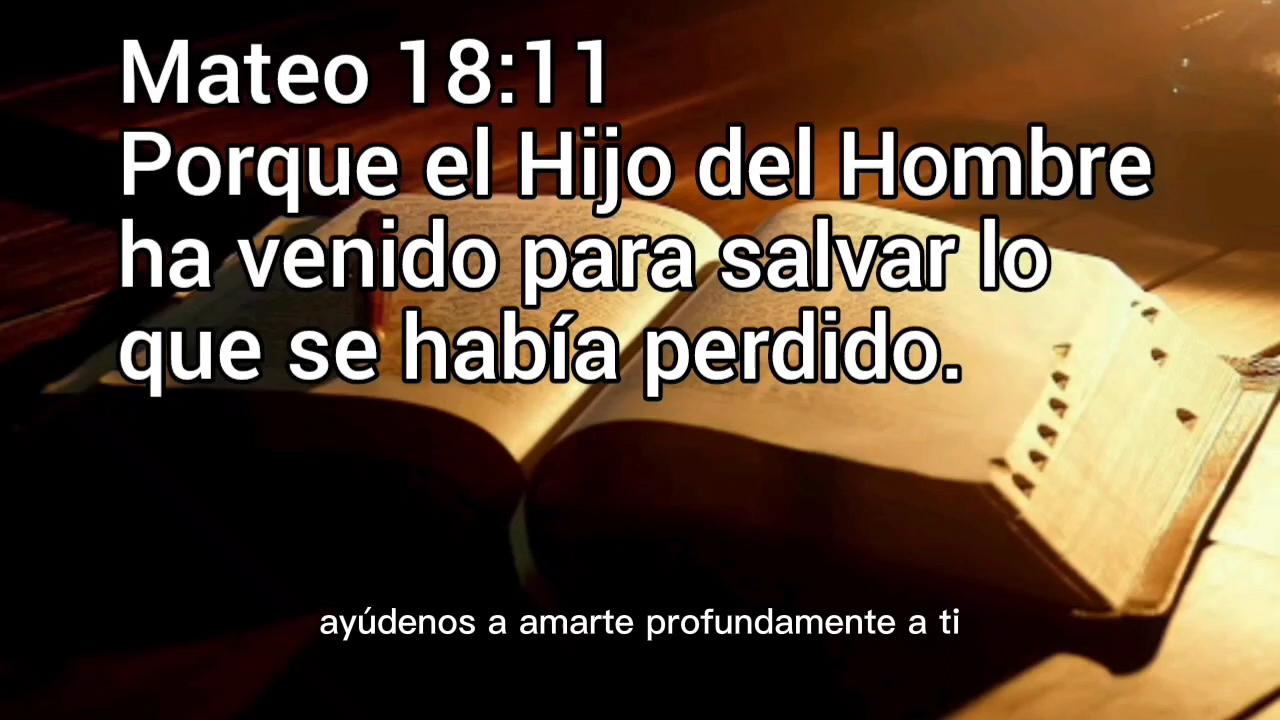 Mateo 18:11
Porque el Hijo del Hombre
ha venido para salvar lo
que se había perdido.
ayúdenos a amarte profundamente a ti